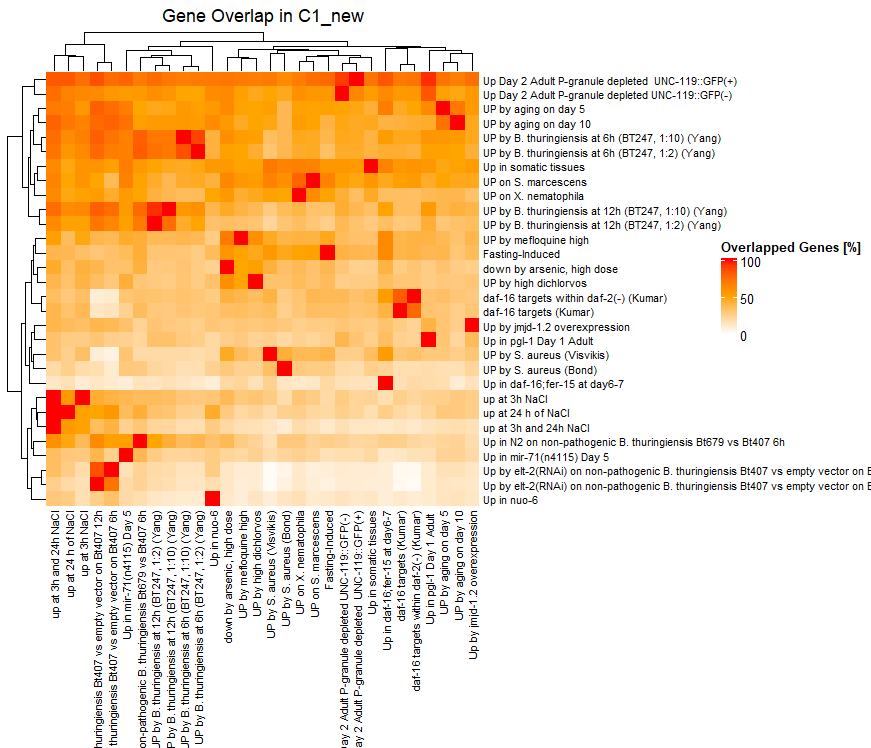 Gene Overlap in C1_new
Up Day 2 Adult P-granule depleted  UNC-119::GFP(+)
Up Day 2 Adult P-granule depleted UNC-119::GFP(-)
UP by aging on day 5
UP by aging on day 10
UP by B. thuringiensis at 6h (BT247, 1:10) (Yang)
UP by B. thuringiensis at 6h (BT247, 1:2) (Yang)
Up in somatic tissues
UP on S. marcescens
UP on X. nematophila
UP by B. thuringiensis at 12h (BT247, 1:10) (Yang)
UP by B. thuringiensis at 12h (BT247, 1:2) (Yang)
UP by mefloquine high
Fasting-Induced
down by arsenic, high dose
UP by high dichlorvos
daf-16 targets within daf-2(-) (Kumar)
daf-16 targets (Kumar)
Up by jmjd-1.2 overexpression
Up in pgl-1 Day 1 Adult
UP by S. aureus (Visvikis)
UP by S. aureus (Bond)
Up in daf-16;fer-15 at day6-7
up at 3h NaCl
up at 24 h of NaCl
up at 3h and 24h NaCl
Up in N2 on non-pathogenic B. thuringiensis Bt679 vs Bt407 6h
Up in mir-71(n4115) Day 5
Up by elt-2(RNAi) on non-pathogenic B. thuringiensis Bt407 vs empty vector on B
Up by elt-2(RNAi) on non-pathogenic B. thuringiensis Bt407 vs empty vector on B
Up in nuo-6
Overlapped Genes [%]
100
50
0
up at 3h and 24h NaCl
up at 24 h of NaCl
up at 3h NaCl
huringiensis Bt407 vs empty vector on Bt407 12h
thuringiensis Bt407 vs empty vector on Bt407 6h
Up in mir-71(n4115) Day 5
on-pathogenic B. thuringiensis Bt679 vs Bt407 6h
UP by B. thuringiensis at 12h (BT247, 1:2) (Yang)
P by B. thuringiensis at 12h (BT247, 1:10) (Yang)
UP by B. thuringiensis at 6h (BT247, 1:10) (Yang)
UP by B. thuringiensis at 6h (BT247, 1:2) (Yang)
Up in nuo-6
down by arsenic, high dose
UP by mefloquine high
UP by high dichlorvos
UP by S. aureus (Visvikis)
UP by S. aureus (Bond)
UP on X. nematophila
UP on S. marcescens
Fasting-Induced
ay 2 Adult P-granule depleted UNC-119::GFP(-)
ay 2 Adult P-granule depleted  UNC-119::GFP(+)
Up in somatic tissues
Up in daf-16;fer-15 at day6-7
daf-16 targets (Kumar)
daf-16 targets within daf-2(-) (Kumar)
Up in pgl-1 Day 1 Adult
UP by aging on day 5
UP by aging on day 10
Up by jmjd-1.2 overexpression